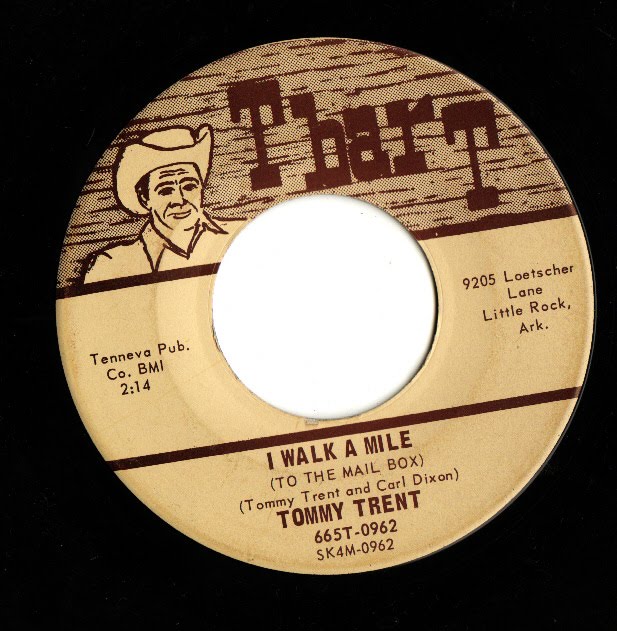 T bar T
9205 Loetscher
Lane
Little Rock,
Ark.
Tenneva Pub.
Co. BMI
2:14
I WALK A MILE
(TO THE MAIL BOX)
(Tommy Trent and Carl Dixon)
TOMMY TRENT
665T-0962
SK4M-0962